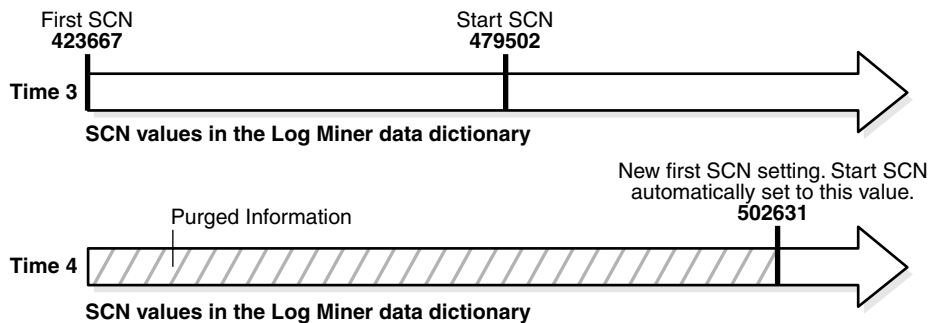 First SCN
423667
Start SCN
479502
Time 3
SCN values in the Log Miner data dictionary
New first SCN setting. Start SCN
automatically set to this value.
502631
Purged Information
Time 4
SCN values in the Log Miner data dictionary